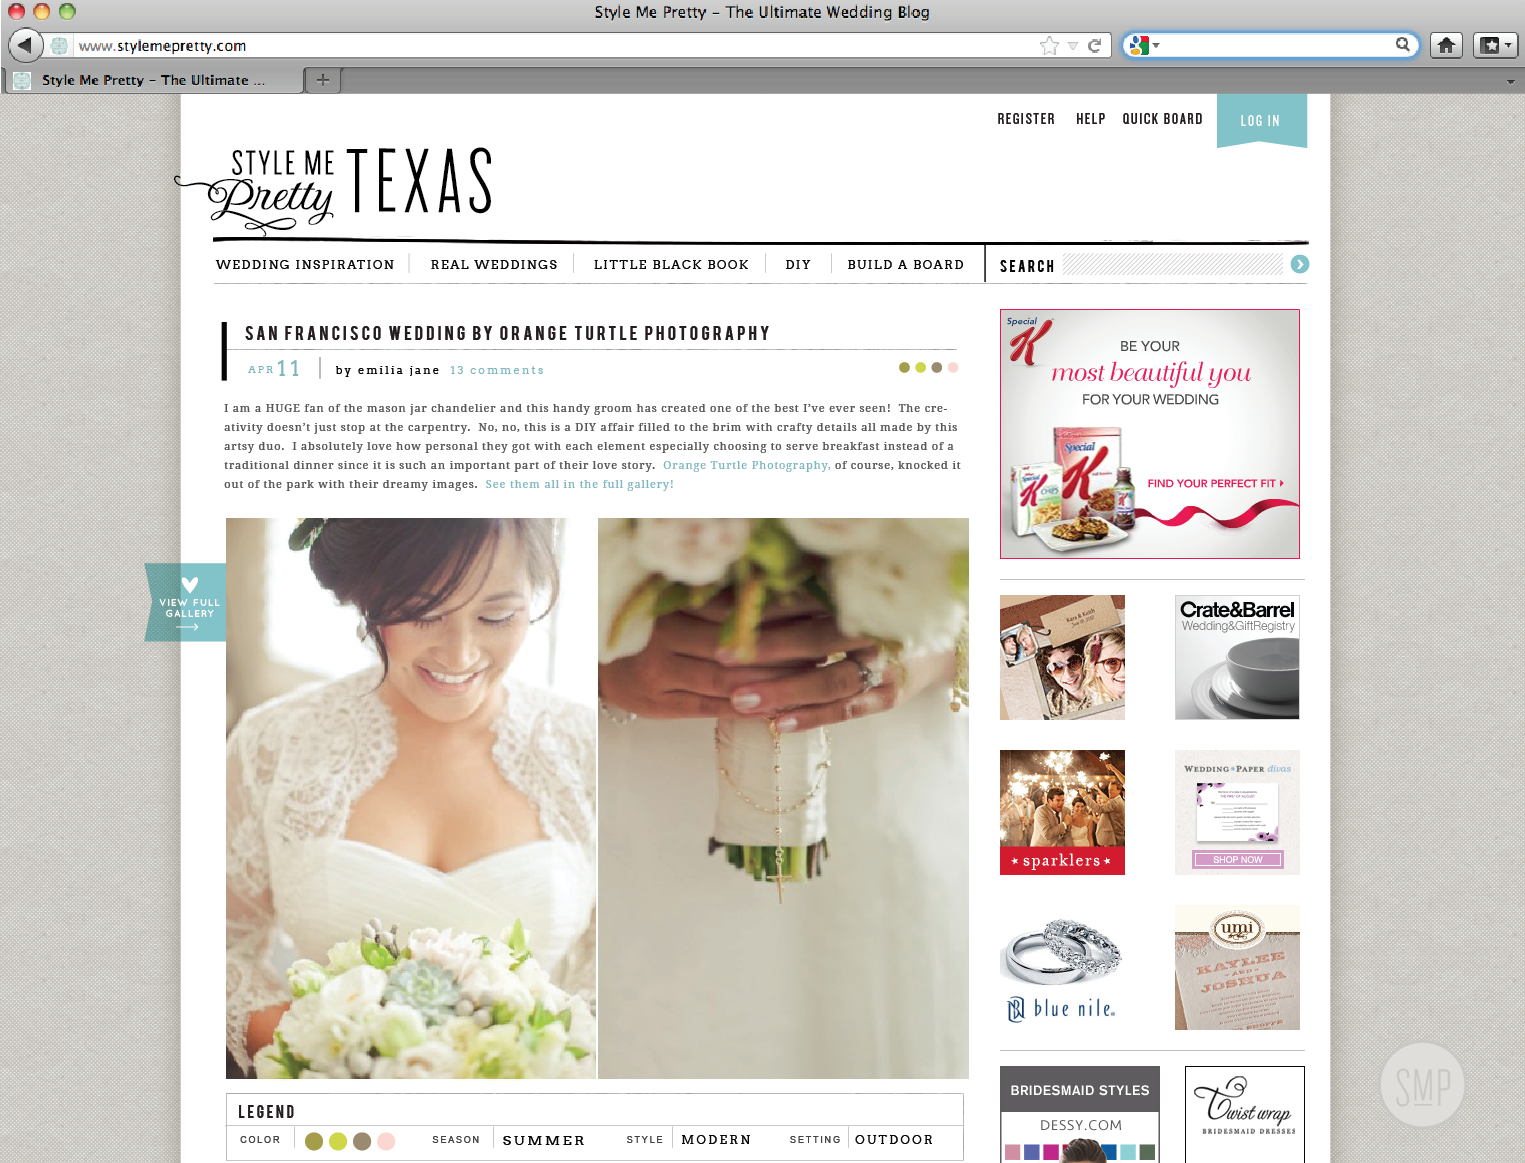 Style Me Pretty – The Ultimate Wedding Blog
www.stylemepretty.com
Style Me Pretty – The Ultimate ...
REGISTER HELP QUICK BOARD LOG IN
STYLE ME
Pretty TEXAS
WEDDING INSPIRATION REAL WEDDINGS LITTLE BLACK BOOK DIY BUILD A BOARD SEARCH
SAN FRANCISCO WEDDING BY ORANGE TURTLE PHOTOGRAPHY
APR 11 by emilia jane 13 comments
I am a HUGE fan of the mason jar chandelier and this handy groom has created one of the best I've ever seen! The cre-
ativity doesn't just stop at the carpentry. No, no, this is a DIY affair filled to the brim with crafty details all made by this
artsy duo. I absolutely love how personal they got with each element especially choosing to serve breakfast instead of a
traditional dinner since it is such an important part of their love story. Orange Turtle Photography, of course, knocked it
out of the park with their dreamy images. See them all in the full gallery!
VIEW FULL
GALLERY
LEGEND
COLOR SEASON SUMMER STYLE MODERN SETTING OUTDOOR
Special
K
BE YOUR
most beautiful you
FOR YOUR WEDDING
Special
K
FIND YOUR PERFECT FIT
Kara & Keith
Crate&Barrel
Wedding&GiftRegistry
sparklers
WEDDING PAPER divas
SHOP NOW
blue nile
umi
KAYLEE
AND
JOSHUA
BRIDESMAID STYLES
DESSY.COM
Twist wrap
BRIDESMAID DRESSES
SMP